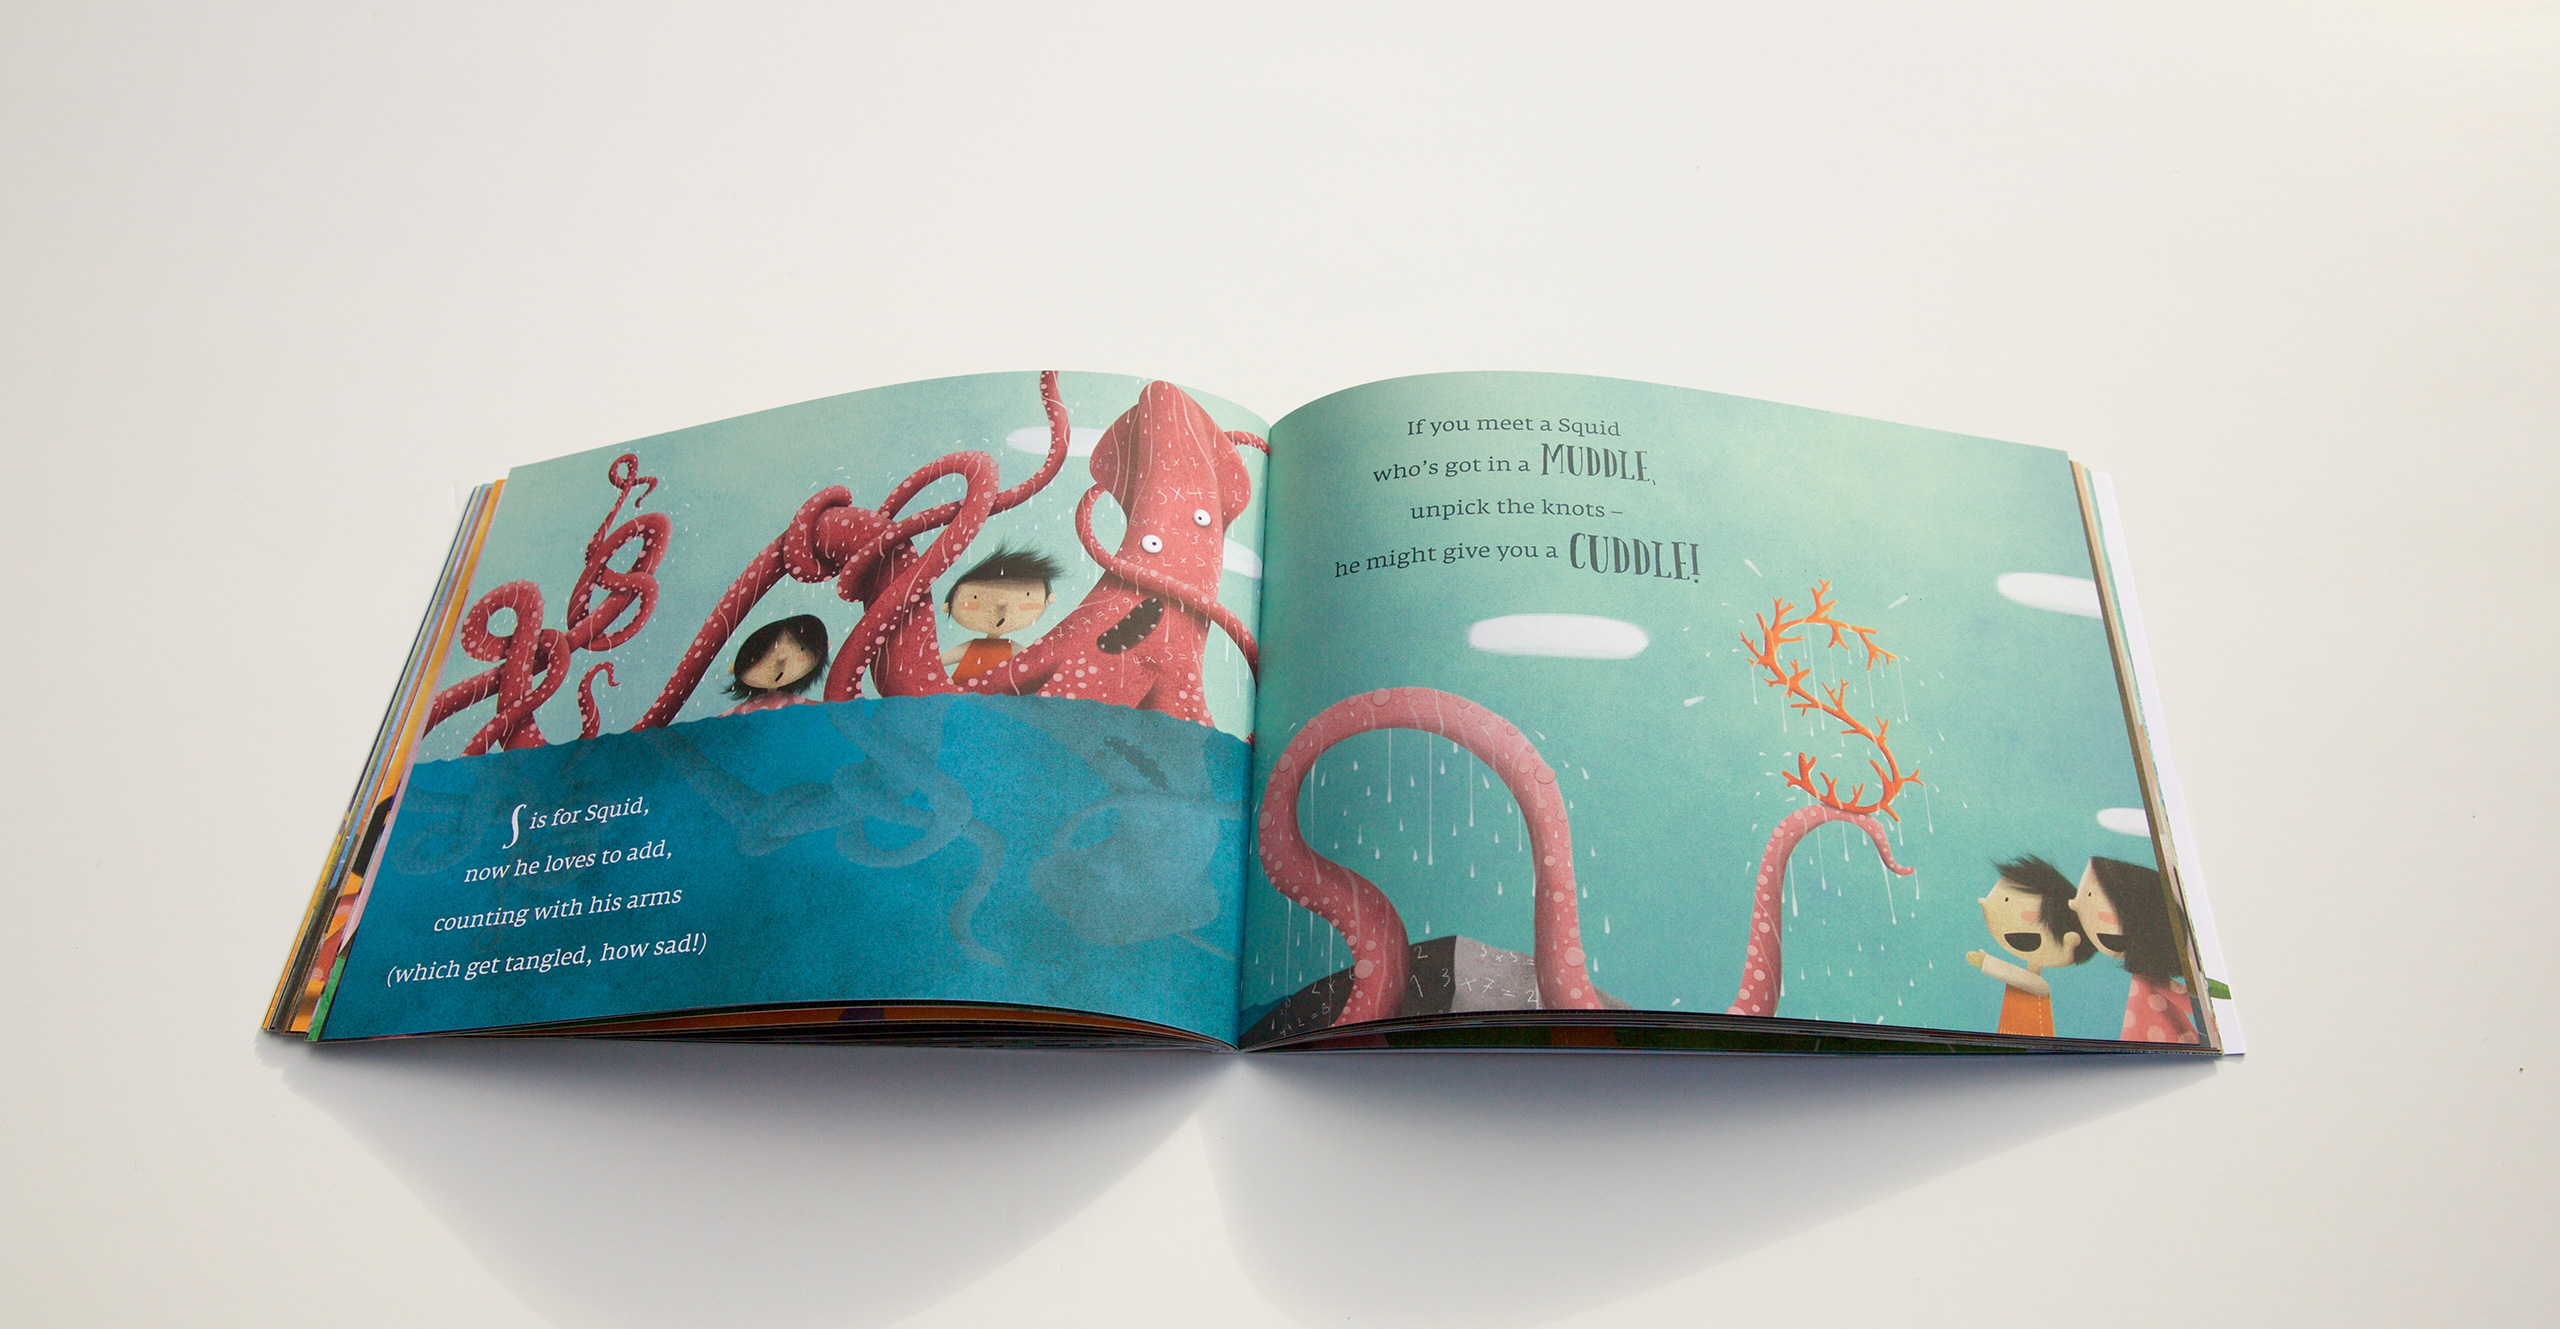 S is for Squid,
now he loves to add,
counting with his arms
(which get tangled, how sad!)
If you meet a Squid
who's got in a MUDDLE,
unpick the knots –
he might give you a CUDDLE!